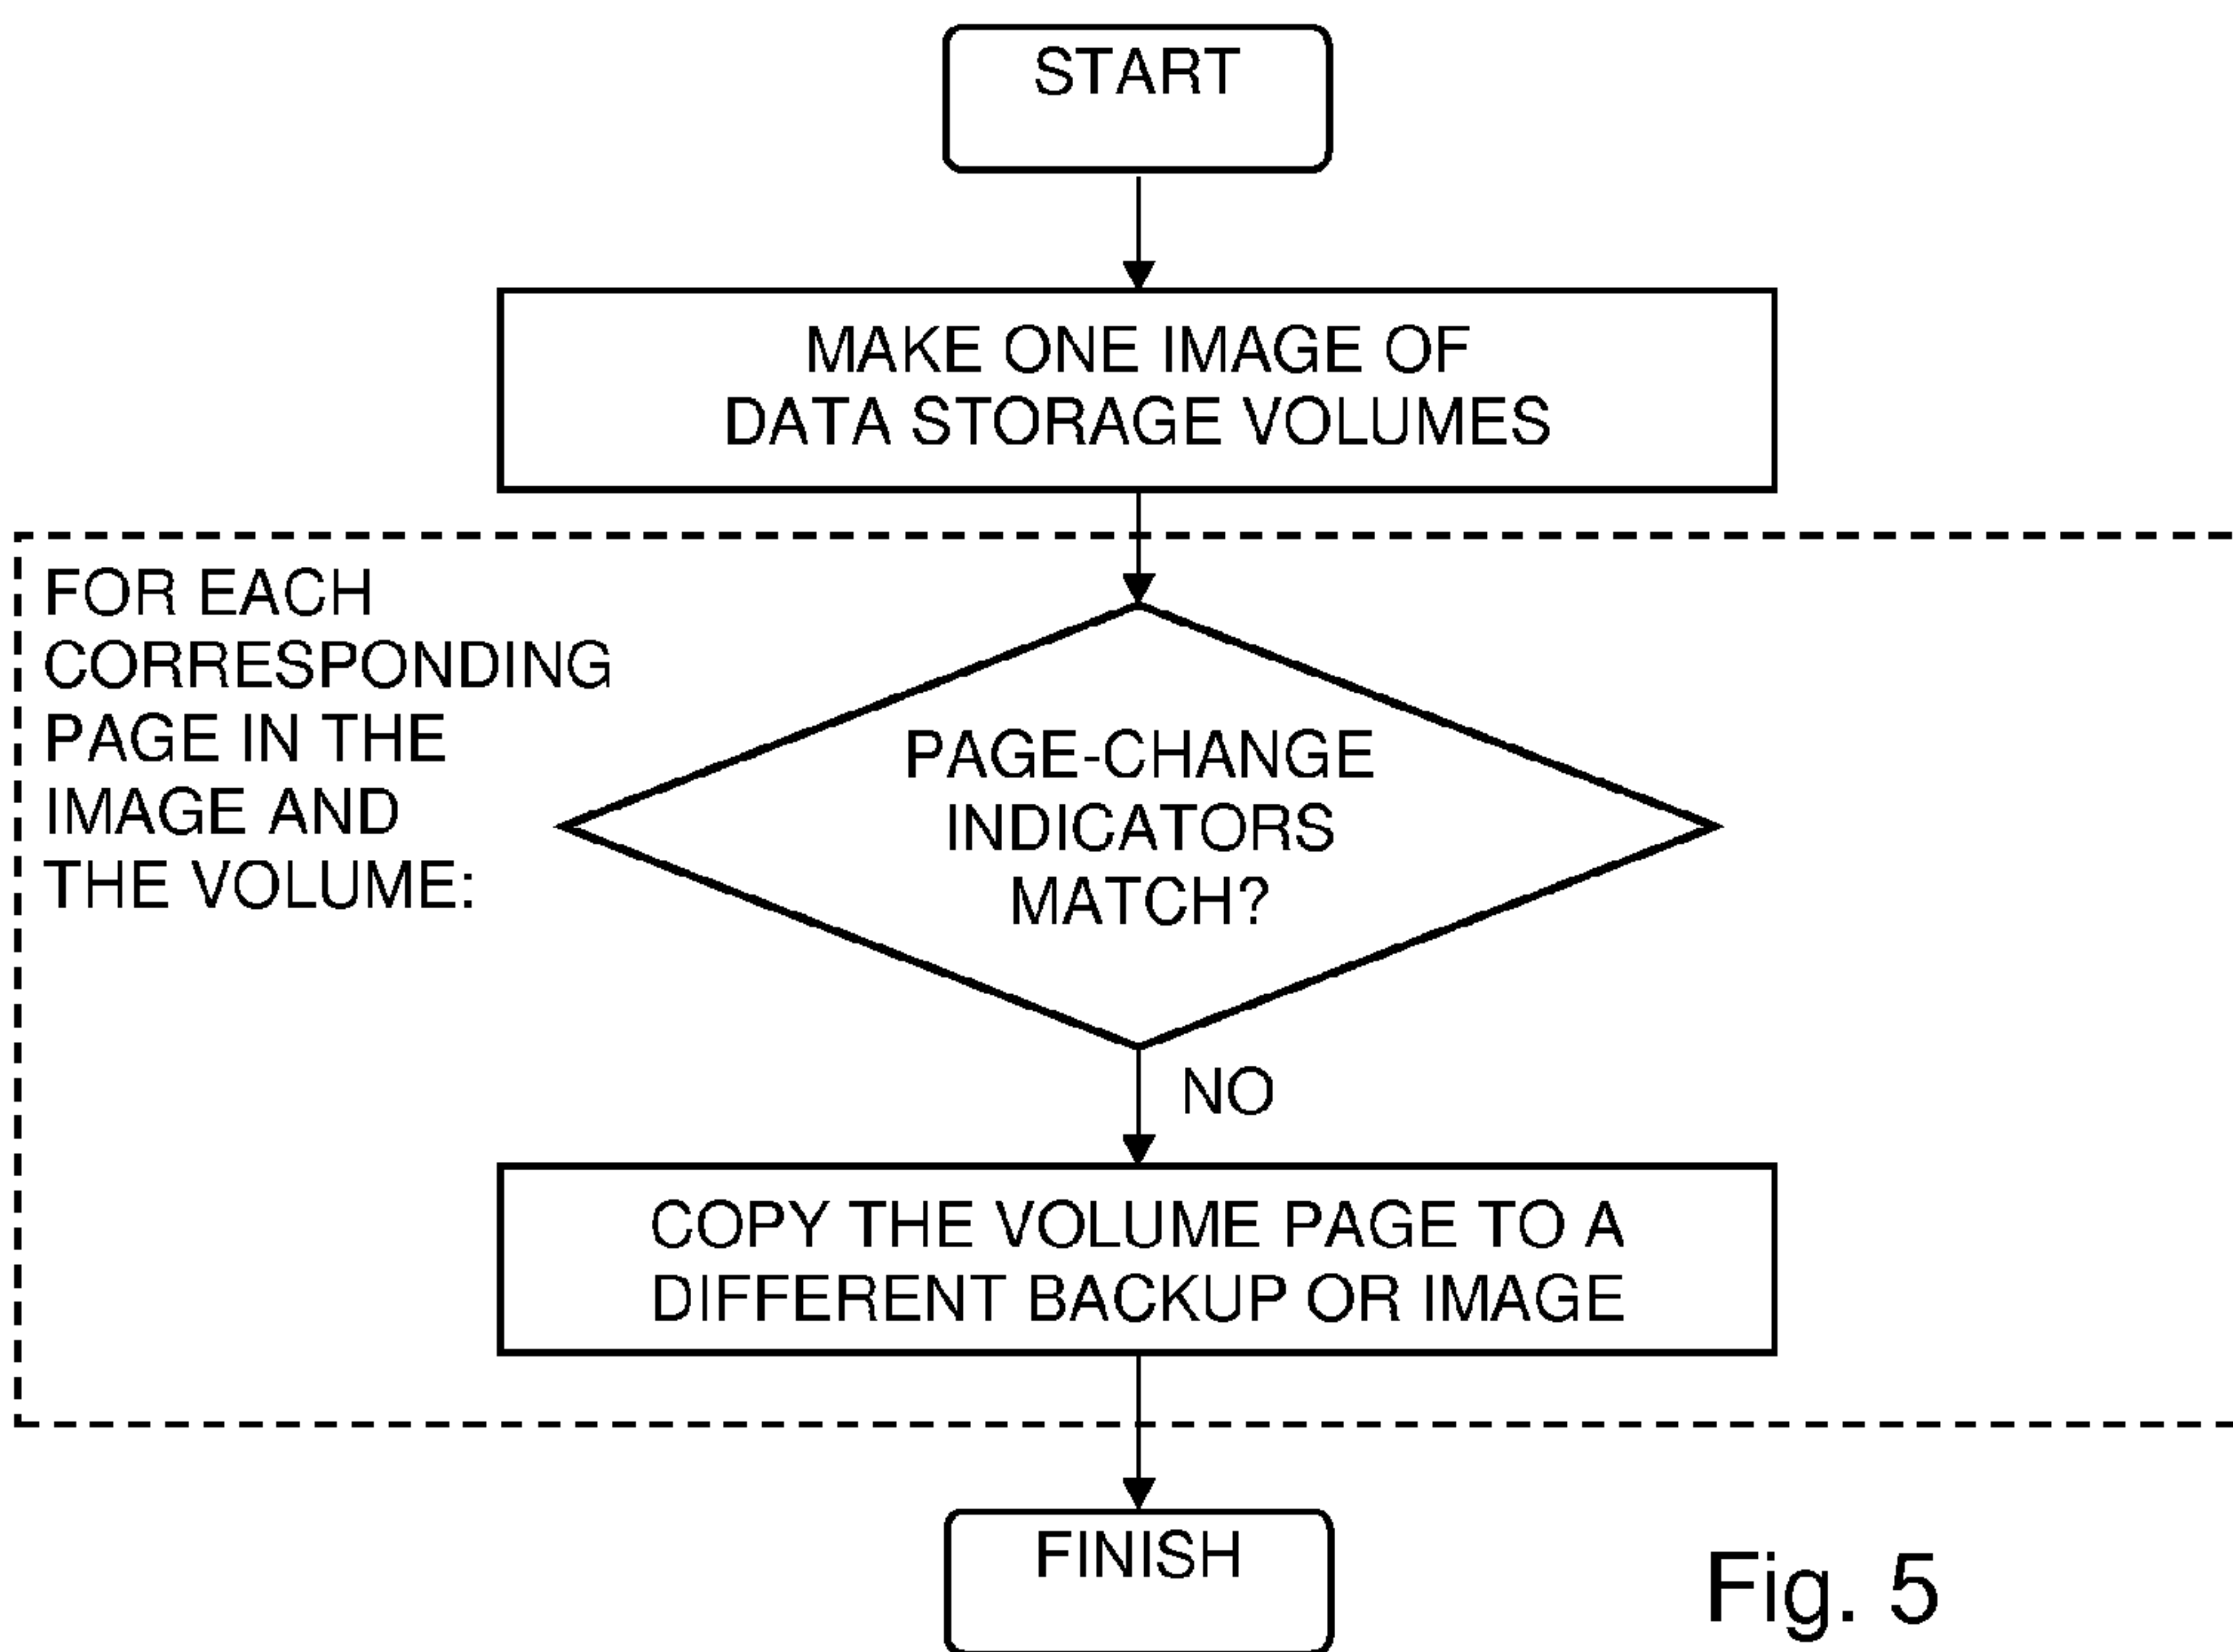 START
MAKE ONE IMAGE OF
DATA STORAGE VOLUMES
FOR EACH
CORRESPONDING
PAGE IN THE
IMAGE AND
THE VOLUME:
PAGE-CHANGE
INDICATORS
MATCH?
NO
COPY THE VOLUME PAGE TO A
DIFFERENT BACKUP OR IMAGE
FINISH
Fig. 5